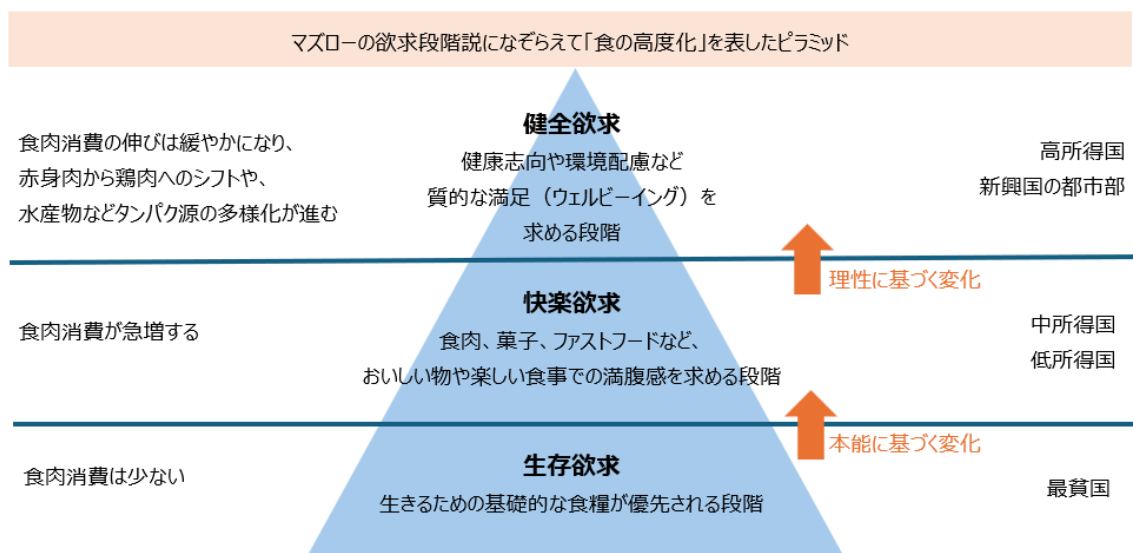 マズローの欲求段階説になぞらえて「食の高度化」を表したピラミッド
食肉消費の伸びは緩やかになり、
赤身肉から鶏肉へのシフトや、
水産物などタンパク源の多様化が進む
健全欲求
健康志向や環境配慮など
質的な満足（ウェルビーイング）を
求める段階
高所得国
新興国の都市部
理性に基づく変化
食肉消費が急増する
快楽欲求
食肉、菓子、ファストフードなど、
おいしい物や楽しい食事での満腹感を求める段階
中所得国
低所得国
本能に基づく変化
食肉消費は少ない
生存欲求
生きるための基礎的な食糧が優先される段階
最貧国